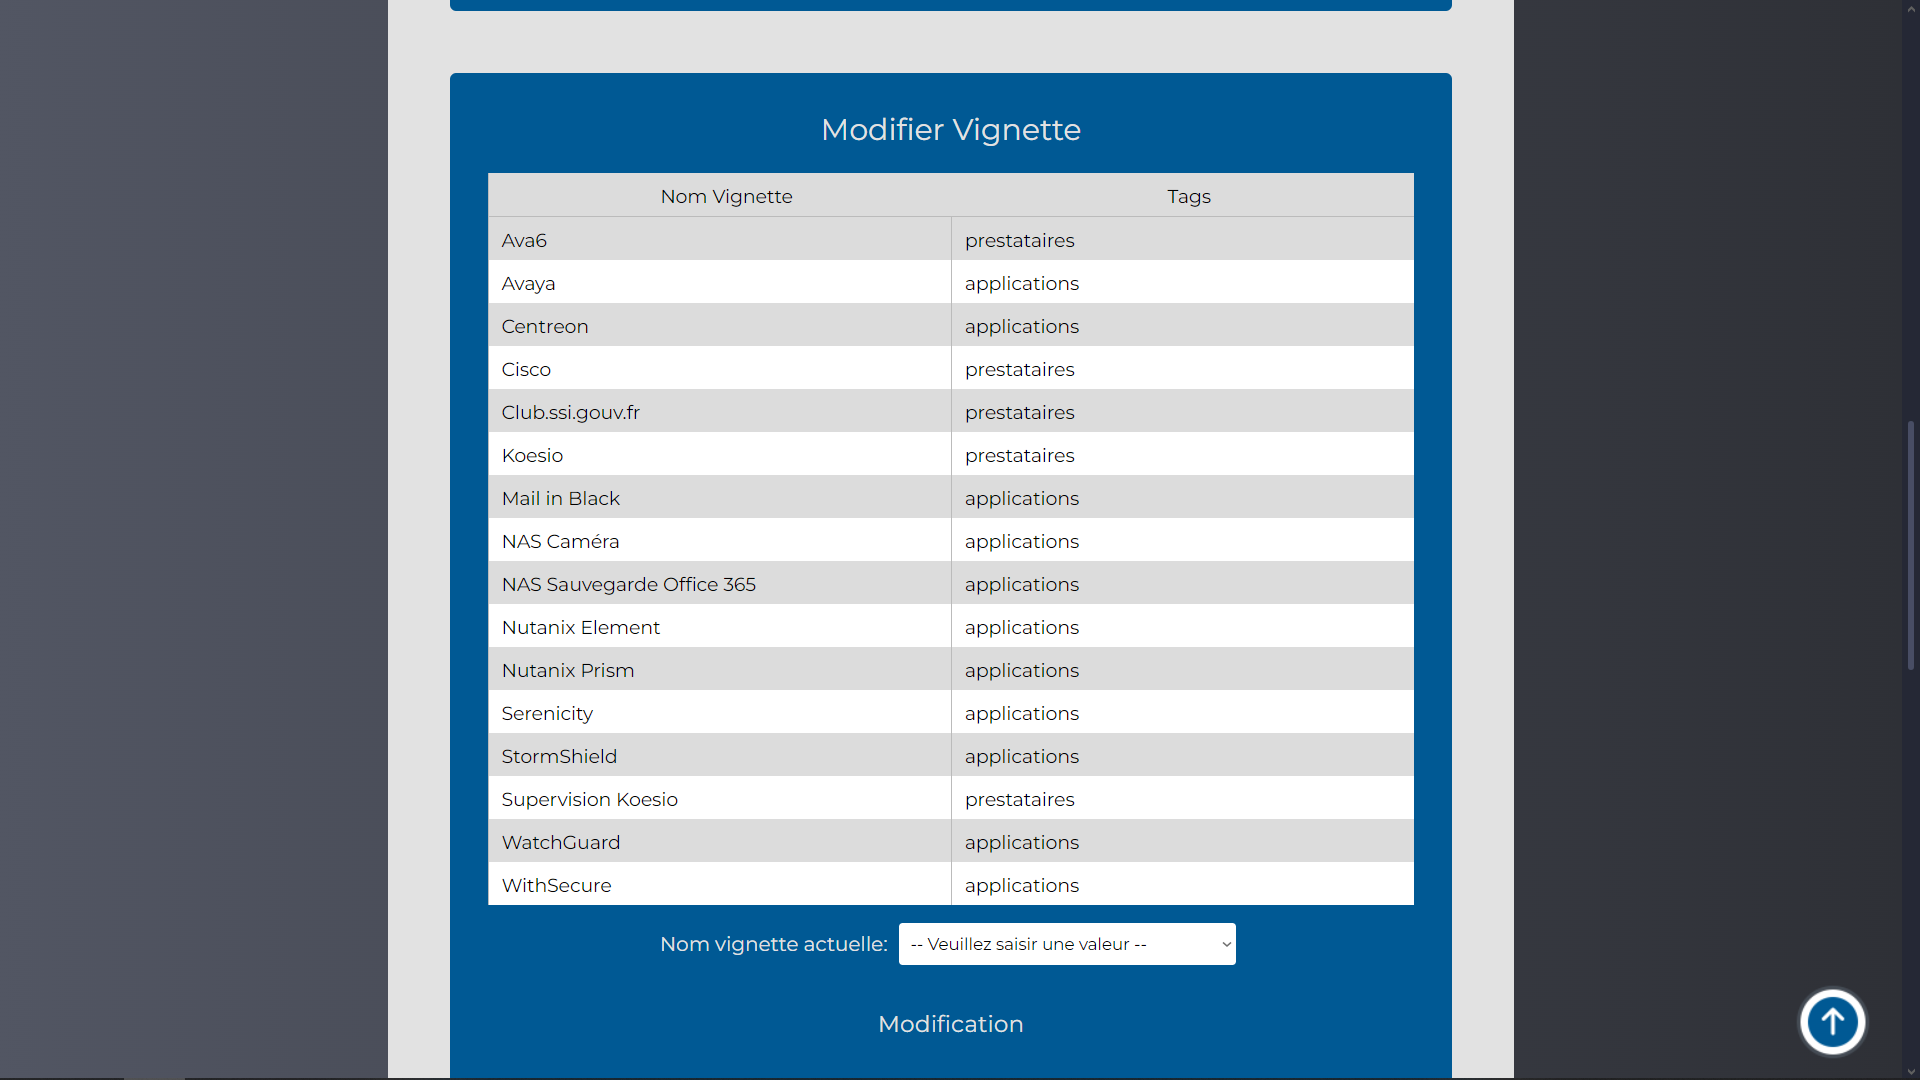 Modifier Vignette
Nom Vignette Tags
Ava6 prestataires
Avaya applications
Centreon applications
Cisco prestataires
Club.ssi.gouv.fr prestataires
Koesio prestataires
Mail in Black applications
NAS Caméra applications
NAS Sauvegarde Office 365 applications
Nutanix Element applications
Nutanix Prism applications
Serenicity applications
StormShield applications
Supervision Koesio prestataires
WatchGuard applications
WithSecure applications
Nom vignette actuelle: -- Veuillez saisir une valeur --
Modification